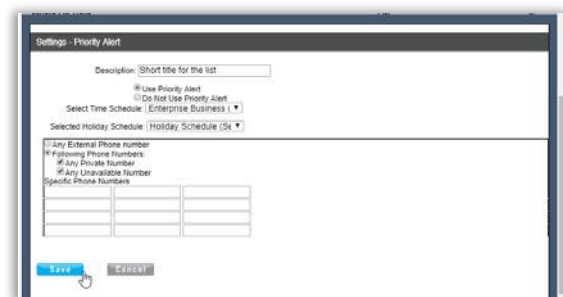 Settings - Priority Alert
Description: Short title for the list
Use Priority Alert
Do Not Use Priority Alert
Select Time Schedule: Enterprise Business (
Selected Holiday Schedule: Holiday Schedule (Se
Any External Phone number
Following Phone Numbers:
Any Private Number
Any Unavailable Number
Specific Phone Numbers
Save Cancel